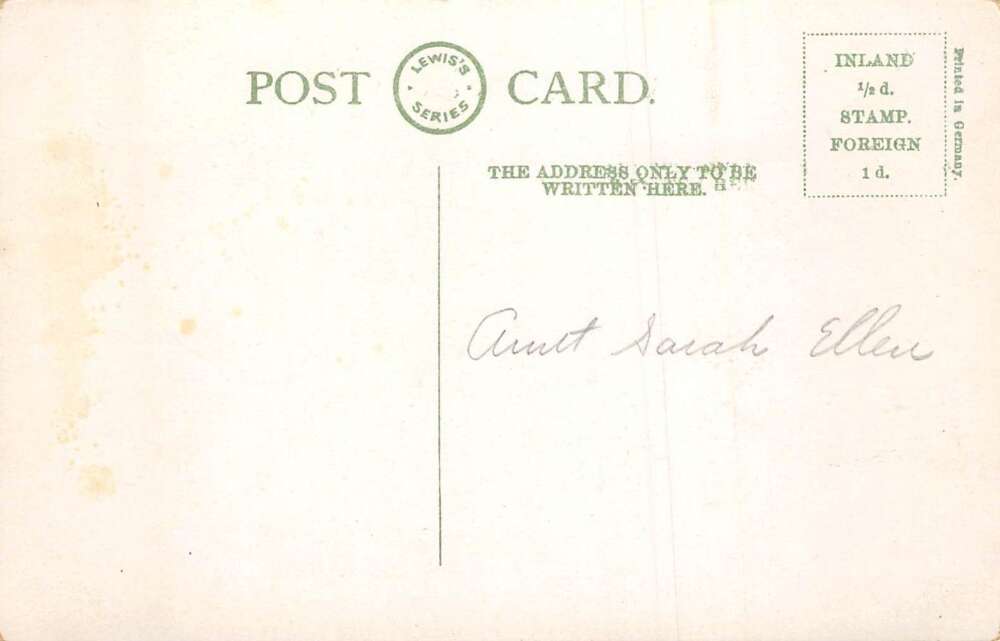 POST CARD.
LEWIS'S
SERIES
INLAND
1/2 d.
STAMP.
FOREIGN
1 d.
Printed in Germany.
THE ADDRESS ONLY TO BE
WRITTEN HERE.
Aunt Sarah Ellen